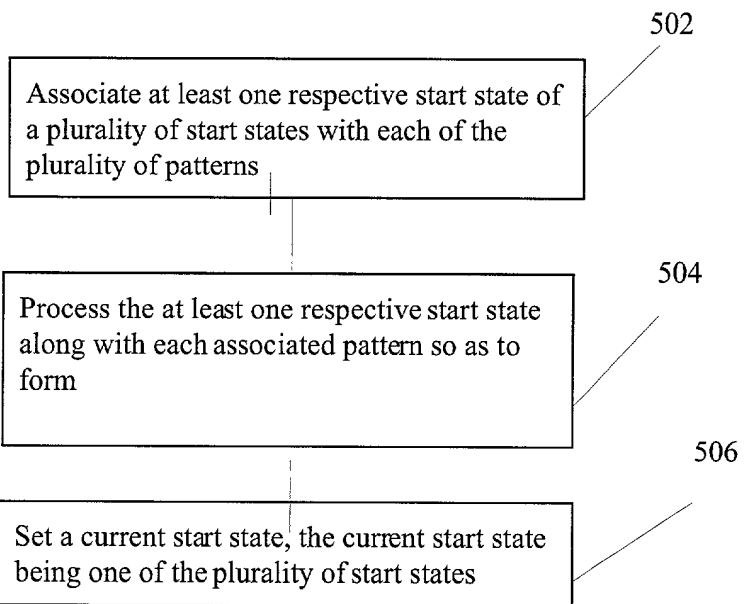 502
Associate at least one respective start state of
a plurality of start states with each of the
plurality of patterns
504
Process the at least one respective start state
along with each associated pattern so as to
form
506
Set a current start state, the current start state
being one of the plurality of start states